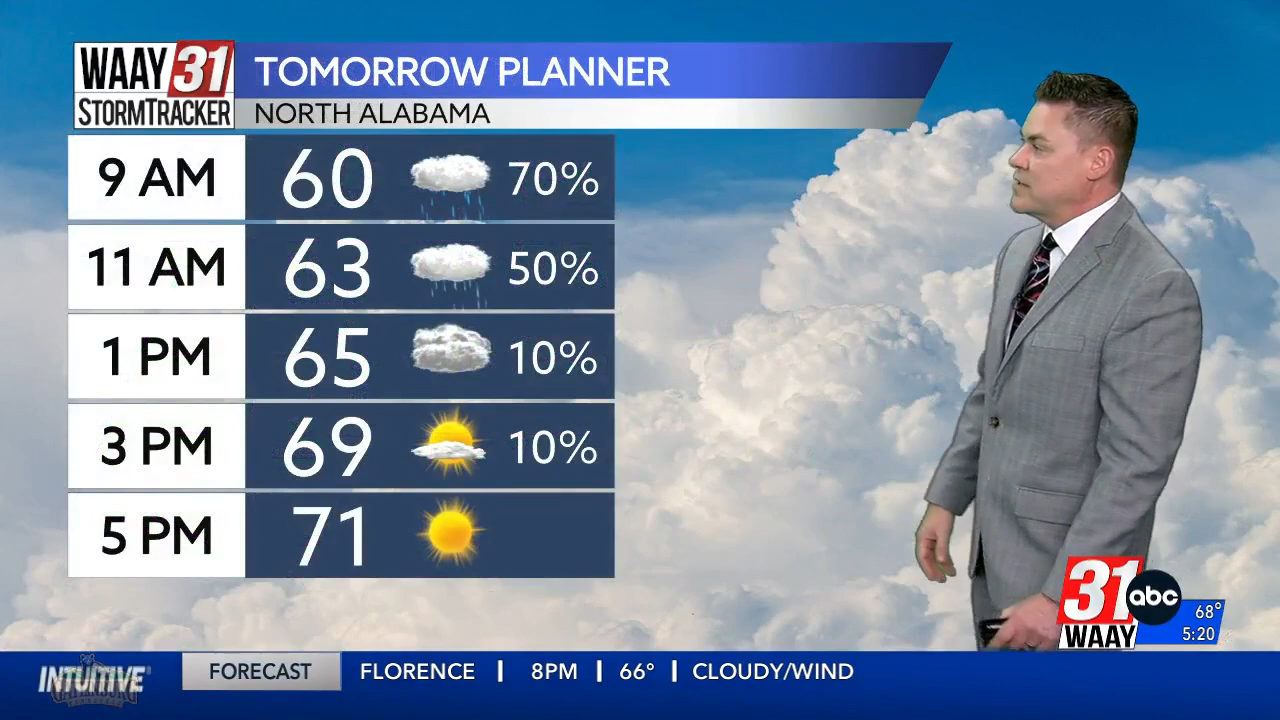 WAAY 31
STORMTRACKER
TOMORROW PLANNER
NORTH ALABAMA
9 AM 60 70%
11 AM 63 50%
1 PM 65 10%
3 PM 69 10%
5 PM 71
31 abc
WAAY
68°
5:20
INTUITIVE
FORECAST FLORENCE | 8PM | 66° | CLOUDY/WIND